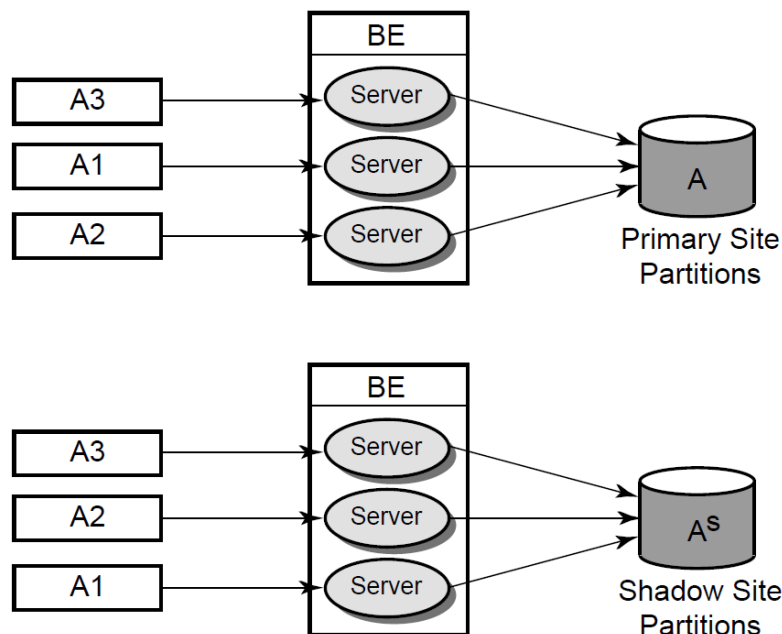 BE
A3
Server
A1
Server
A
A2
Server
Primary Site
Partitions
BE
A3
Server
A2
Server
A^S
A1
Server
Shadow Site
Partitions